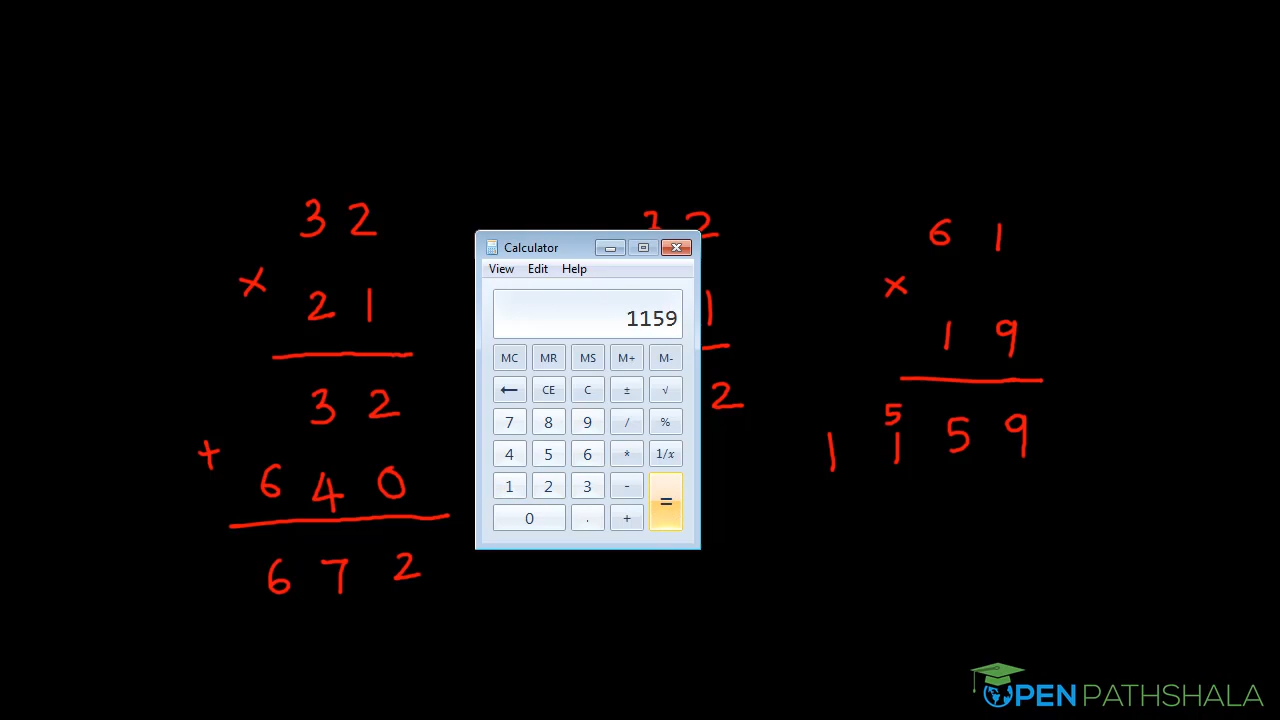 3 2
× 2 1
3 2
+ 6 4 0
6 7 2
Calculator
View Edit Help
1159
MC MR MS M+ M-
← CE C ± √
7 8 9 / %
4 5 6 * 1/x
1 2 3 - =
0 . +
1
2
6 1
×
1 9
5
1 1 5 9
OPEN PATHSHALA